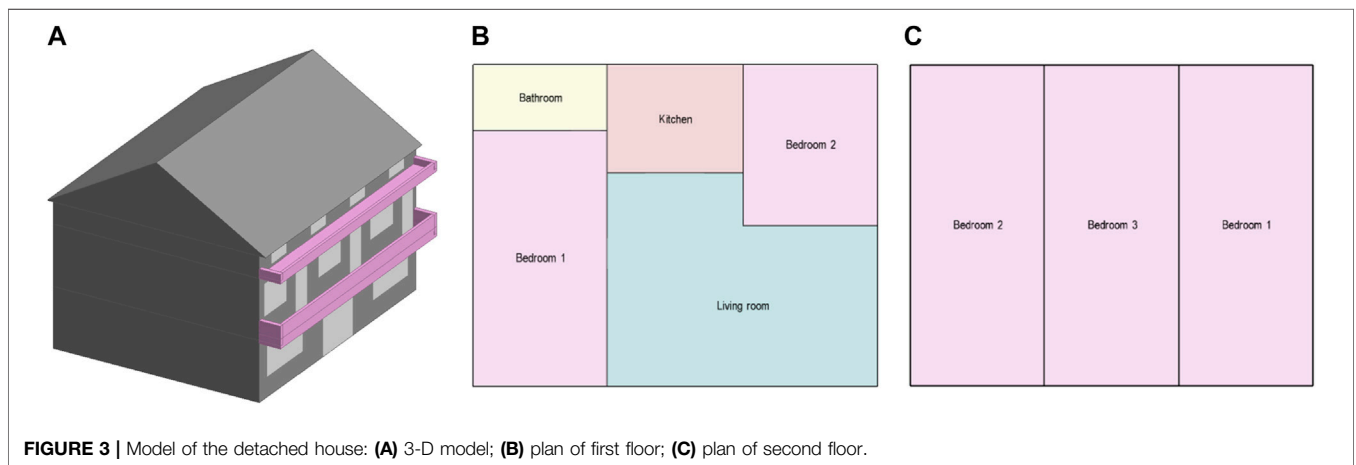 A
B
C
Bathroom
Kitchen
Bedroom 2
Bedroom 1
Living room
Bedroom 2
Bedroom 3
Bedroom 1
FIGURE 3 | Model of the detached house: (A) 3-D model; (B) plan of first floor; (C) plan of second floor.